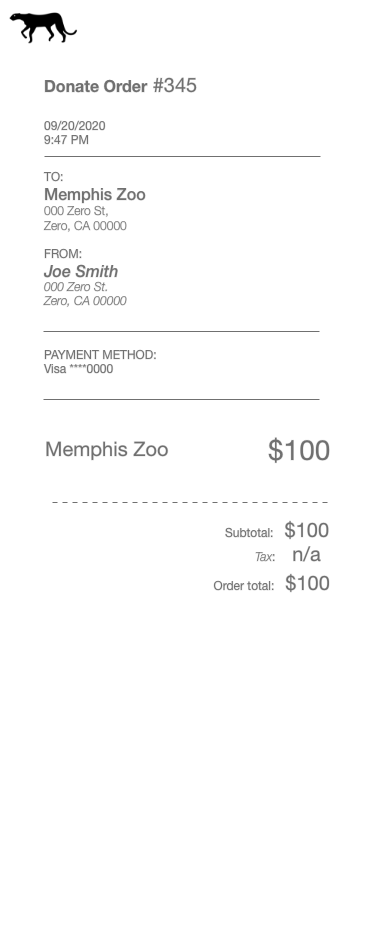 Donate Order #345
09/20/2020
9:47 PM
TO:
Memphis Zoo
000 Zero St,
Zero, CA 00000
FROM:
Joe Smith
000 Zero St.
Zero, CA 00000
PAYMENT METHOD:
Visa ****0000
Memphis Zoo $100
Subtotal: $100
Tax: n/a
Order total: $100